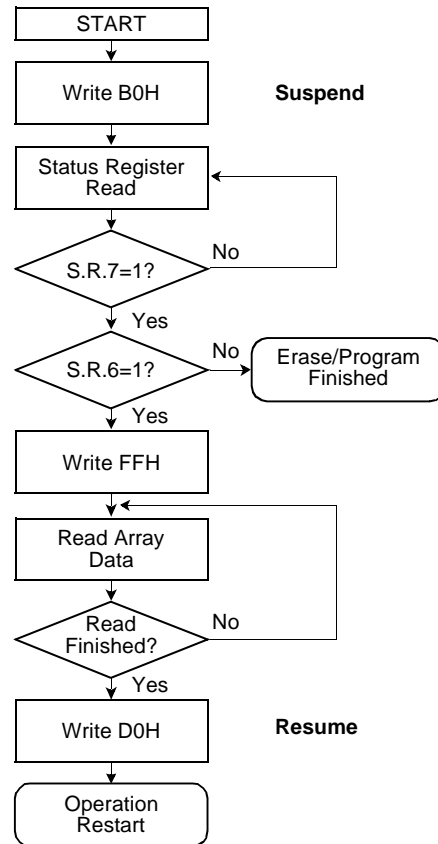 START
Write B0H
Suspend
Status Register
Read
S.R.7=1?
No
Yes
S.R.6=1?
No
Erase/Program
Finished
Yes
Write FFH
Read Array
Data
Read
Finished?
No
Yes
Write D0H
Resume
Operation
Restart